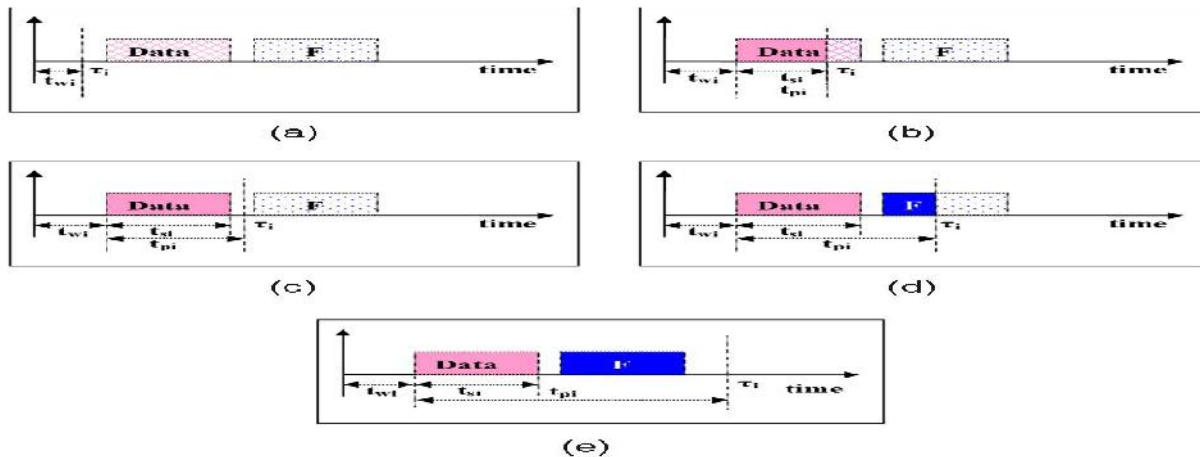 Data F
time
t_wi τ_i
(a)
Data F
time
t_wi t_si τ_i
t_pi
(b)
Data F
time
t_wi t_si τ_i
t_pi
(c)
Data F
time
t_wi t_si τ_i
t_pi
(d)
Data F
time
t_wi t_si t_pi τ_i
(e)